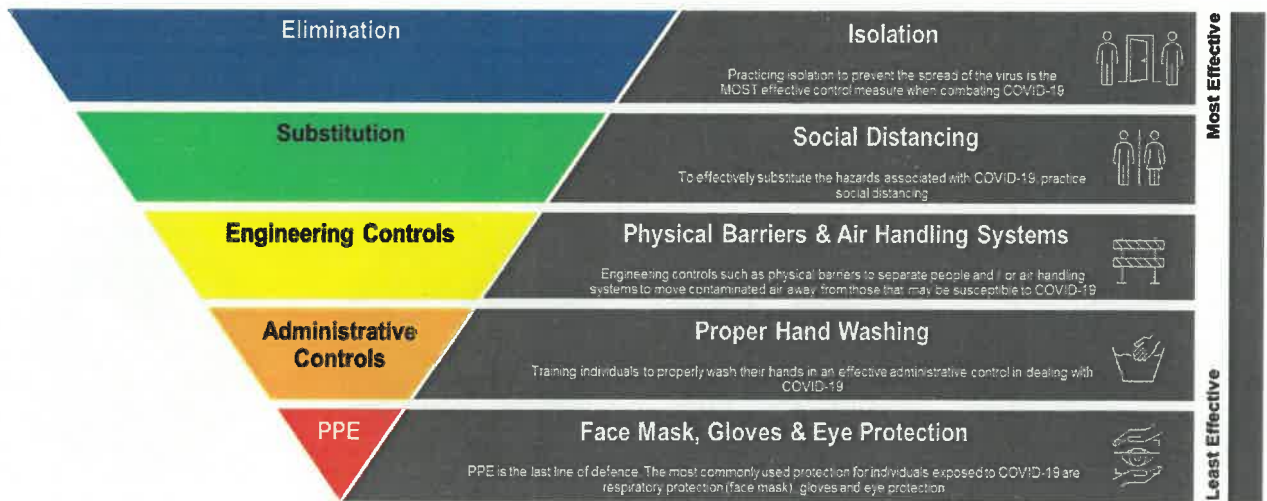 Elimination
Isolation
Practicing isolation to prevent the spread of the virus is the
MOST effective control measure when combating COVID-19
Substitution
Social Distancing
To effectively substitute the hazards associated with COVID-19, practice
social distancing
Engineering Controls
Physical Barriers & Air Handling Systems
Engineering controls such as physical barriers to separate people and / or air handling
systems to move contaminated air away from those that may be susceptible to COVID-19
Administrative
Controls
Proper Hand Washing
Training individuals to properly wash their hands in an effective administrative control in dealing with
COVID-19
PPE
Face Mask, Gloves & Eye Protection
PPE is the last line of defence. The most commonly used protection for individuals exposed to COVID-19 are
respiratory protection (face mask), gloves and eye protection
Most Effective
Least Effective